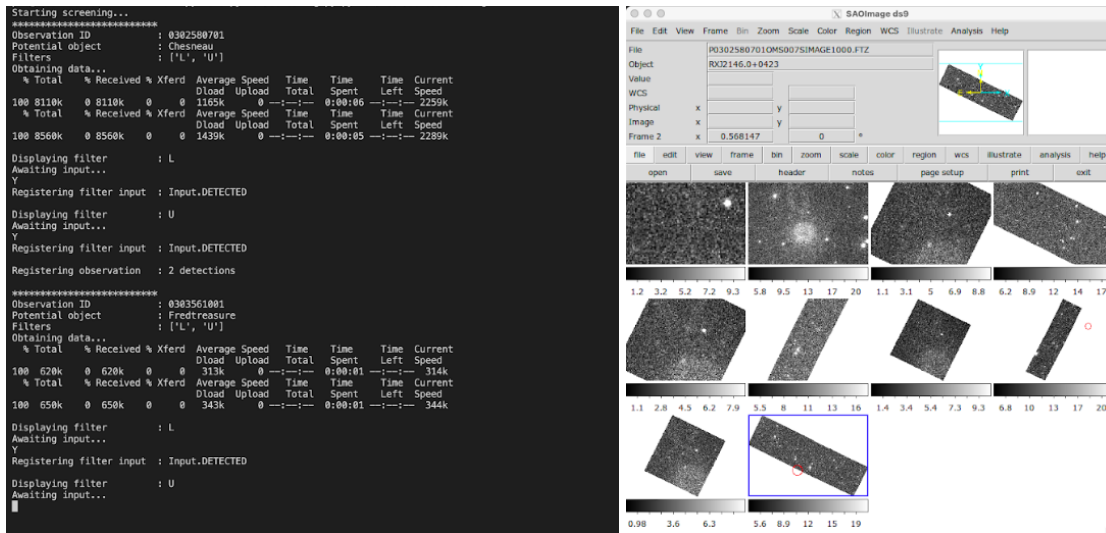 Starting screening...
**************************
Observation ID : 0302580701
Potential object : Chesneau
Filters : ['L', 'U']
Obtaining data...
% Total % Received % Xferd Average Speed Time Time Time Current
Dload Upload Total Spent Left Speed
100 8110k 0 8110k 0 0 1165k 0 --:--:-- 0:00:06 --:--:-- 2259k
% Total % Received % Xferd Average Speed Time Time Time Current
Dload Upload Total Spent Left Speed
100 8560k 0 8560k 0 0 1439k 0 --:--:-- 0:00:05 --:--:-- 2289k
Displaying filter : L
Awaiting input...
Y
Registering filter input : Input.DETECTED
Displaying filter : U
Awaiting input...
Y
Registering filter input : Input.DETECTED
Registering observation : 2 detections
**************************
Observation ID : 0303561001
Potential object : Fredtreasure
Filters : ['L', 'U']
Obtaining data...
% Total % Received % Xferd Average Speed Time Time Time Current
Dload Upload Total Spent Left Speed
100 620k 0 620k 0 0 313k 0 --:--:-- 0:00:01 --:--:-- 314k
% Total % Received % Xferd Average Speed Time Time Time Current
Dload Upload Total Spent Left Speed
100 650k 0 650k 0 0 343k 0 --:--:-- 0:00:01 --:--:-- 344k
Displaying filter : L
Awaiting input...
Y
Registering filter input : Input.DETECTED
Displaying filter : U
Awaiting input...
X SAOImage ds9
File Edit View Frame Bin Zoom Scale Color Region WCS Illustrate Analysis Help
File P0302580701OMS007SIMAGE1000.FTZ
Object RXJ2146.0+0423
Value
WCS
Physical x y
Image x y
Frame 2 x 0.568147 0 °
file edit view frame bin zoom scale color region wcs illustrate analysis help
open save header notes page setup print exit
1.2 3.2 5.2 7.2 9.3 5.8 9.5 13 17 20 1.1 3.1 5 6.9 8.8 6.2 8.9 12 14 17
1.1 2.8 4.5 6.2 7.9 5.5 8 11 13 16 1.4 3.4 5.4 7.3 9.3 6.8 10 13 17 20
0.98 3.6 6.3 5.6 8.9 12 15 19